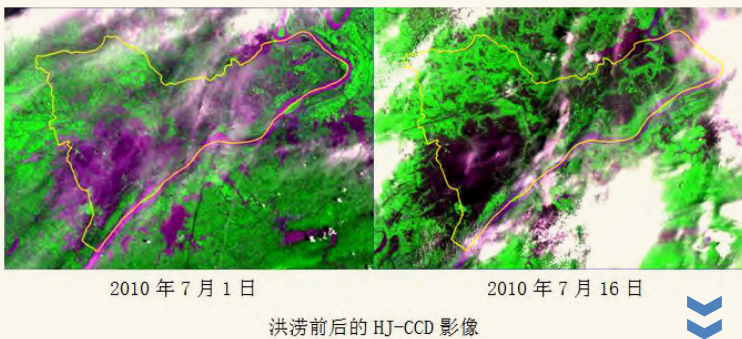 2010 年 7 月 1 日
2010 年 7 月 16 日
洪涝前后的 HJ-CCD 影像